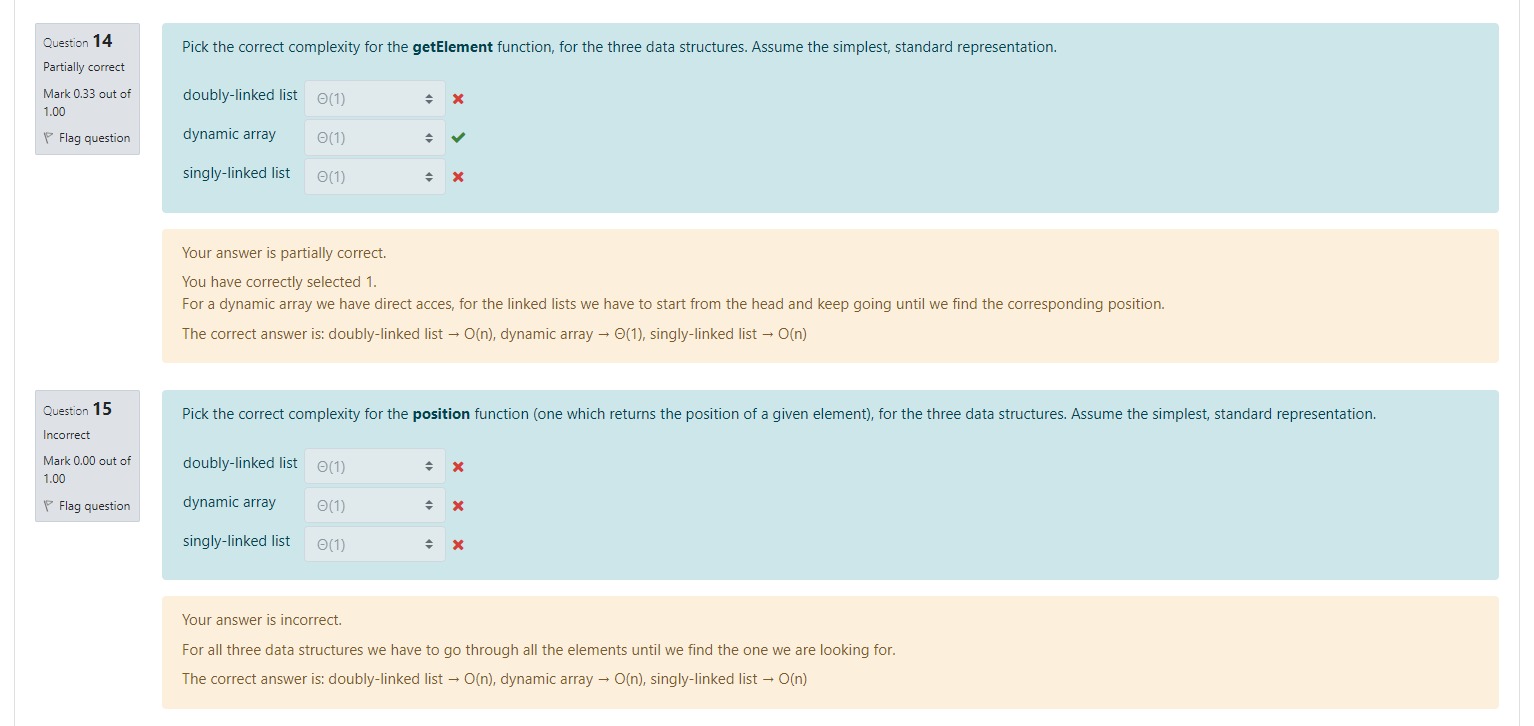 Question 14
Partially correct
Mark 0.33 out of
1.00
Flag question
Pick the correct complexity for the getElement function, for the three data structures. Assume the simplest, standard representation.
doubly-linked list Θ(1)
dynamic array Θ(1)
singly-linked list Θ(1)
Your answer is partially correct.
You have correctly selected 1.
For a dynamic array we have direct acces, for the linked lists we have to start from the head and keep going until we find the corresponding position.
The correct answer is: doubly-linked list → O(n), dynamic array → Θ(1), singly-linked list → O(n)
Question 15
Incorrect
Mark 0.00 out of
1.00
Flag question
Pick the correct complexity for the position function (one which returns the position of a given element), for the three data structures. Assume the simplest, standard representation.
doubly-linked list Θ(1)
dynamic array Θ(1)
singly-linked list Θ(1)
Your answer is incorrect.
For all three data structures we have to go through all the elements until we find the one we are looking for.
The correct answer is: doubly-linked list → O(n), dynamic array → O(n), singly-linked list → O(n)